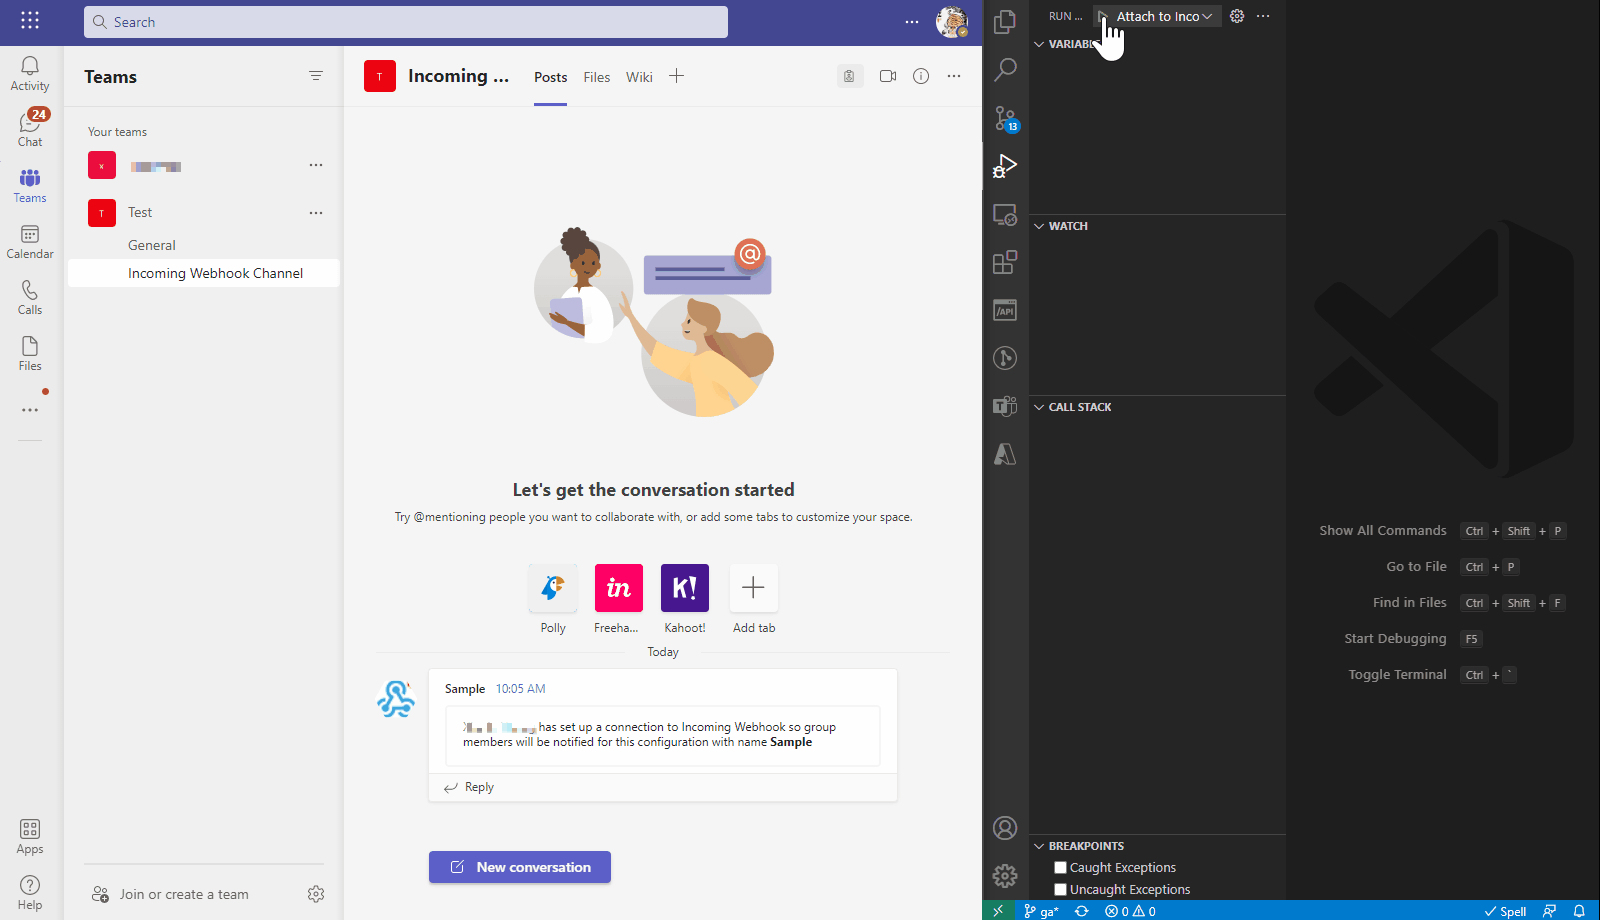 Search
Activity
24
Chat
Teams
Calendar
Calls
Files
Apps
Help
Teams
Your teams
x
T
Test
General
Incoming Webhook Channel
Join or create a team
T
Incoming ...
Posts
Files
Wiki
@
Let's get the conversation started
Try @mentioning people you want to collaborate with, or add some tabs to customize your space.
in
K!
Polly
Freeha...
Kahoot!
Add tab
Today
Sample 10:05 AM
has set up a connection to Incoming Webhook so group
members will be notified for this configuration with name Sample
Reply
New conversation
RUN ...
Attach to Inco
VARIABL
13
/API
T
WATCH
CALL STACK
BREAKPOINTS
Caught Exceptions
Uncaught Exceptions
Show All Commands Ctrl + Shift + P
Go to File Ctrl + P
Find in Files Ctrl + Shift + F
Start Debugging F5
Toggle Terminal Ctrl + `
ga* 0 0
Spell